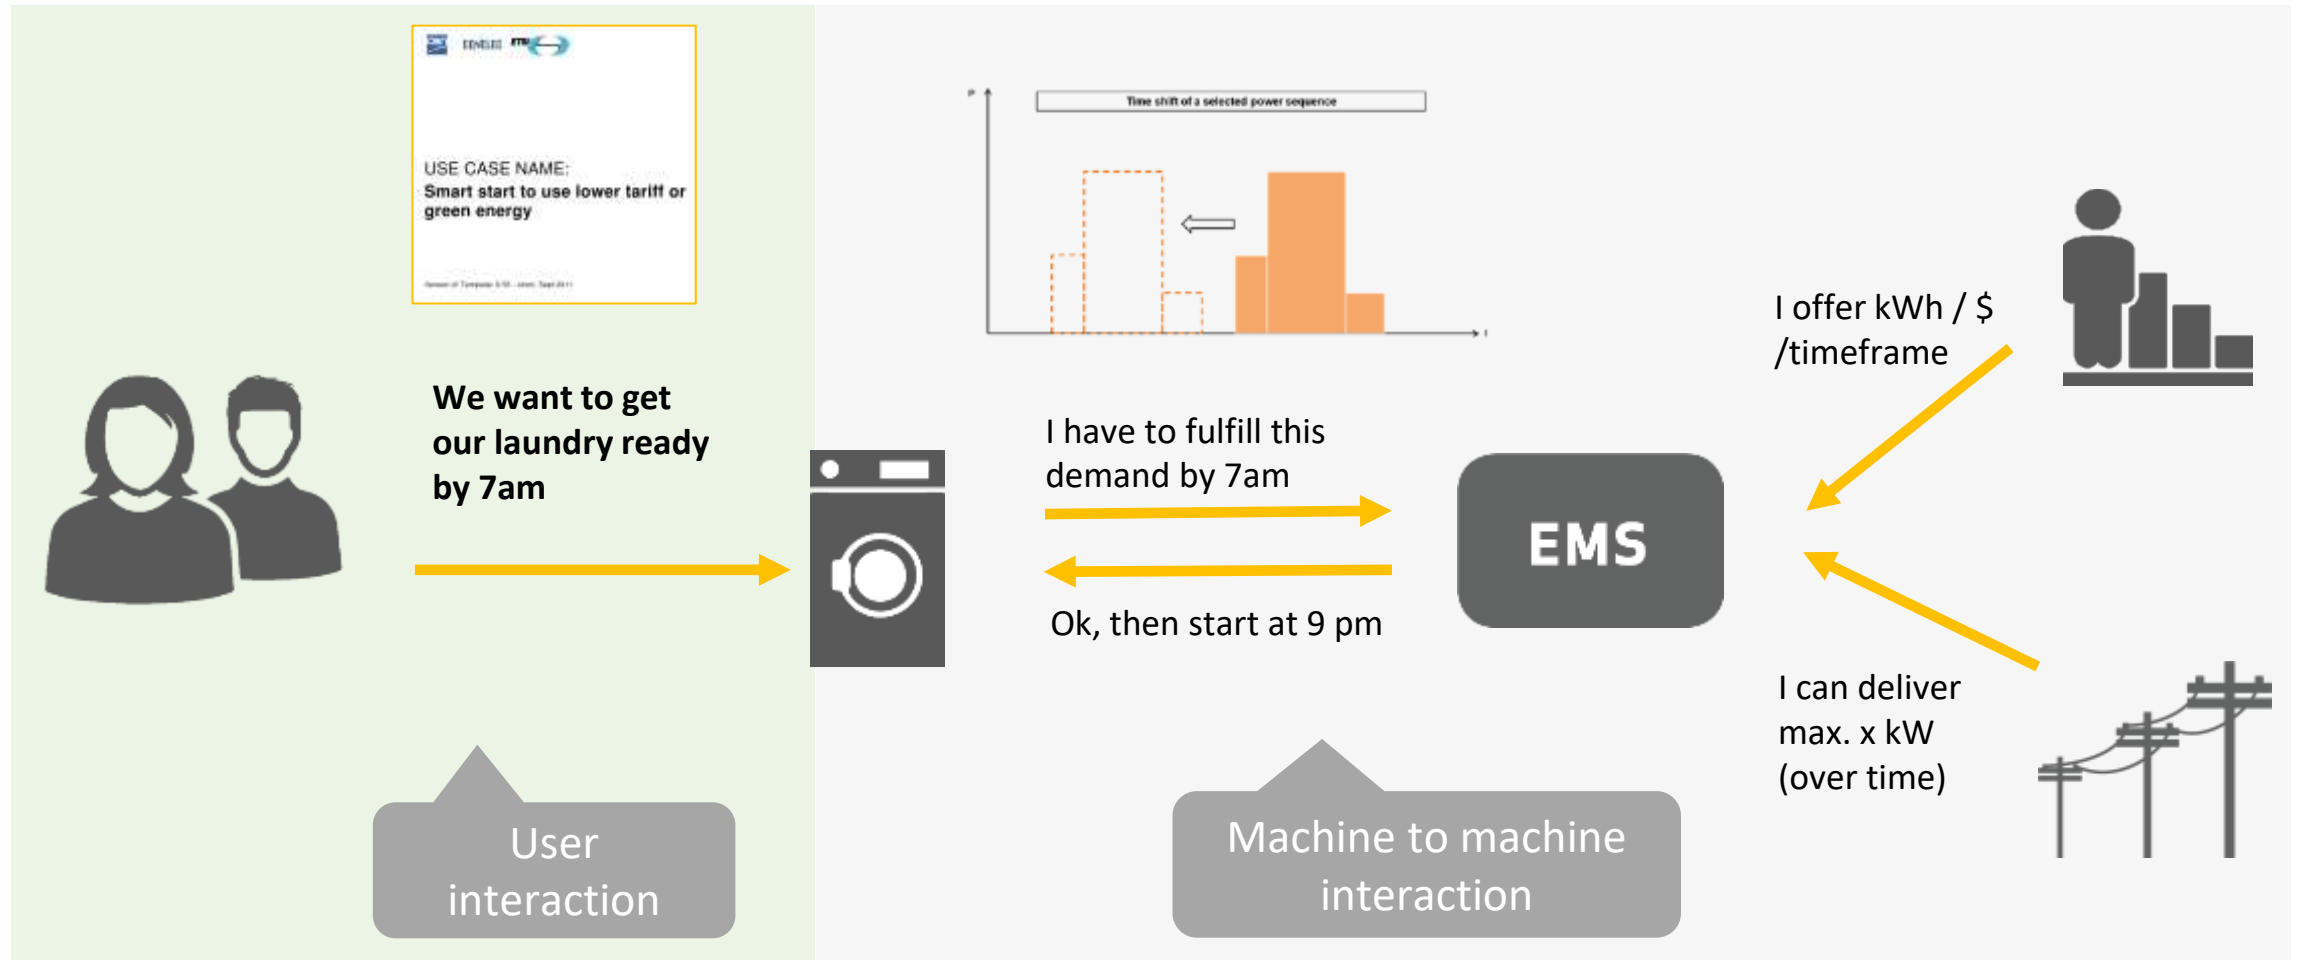 USE CASE NAME:
Smart start to use lower tariff or
green energy
P
Time shift of a selected power sequence
t
We want to get
our laundry ready
by 7am
I have to fulfill this
demand by 7am
EMS
Ok, then start at 9 pm
I offer kWh / $
/timeframe
I can deliver
max. x kW
(over time)
User
interaction
Machine to machine
interaction